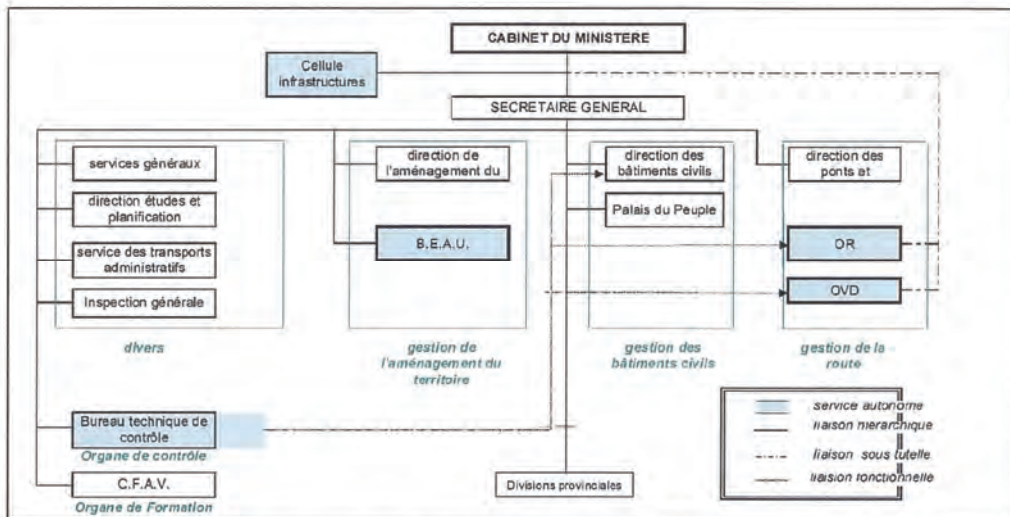 CABINET DU MINISTERE
Cellule
infrastructures
SECRETAIRE GENERAL
services généraux
direction études et
planification
service des transports
administratifs
Inspection générale
divers
direction de
l'aménagement du
B.E.A.U.
gestion de
l'aménagement du
territoire
direction des
bâtiments civils
Palais du Peuple
gestion des
bâtiments civils
direction des
ponts et
OR
OVD
gestion de la
route
Bureau technique de
contrôle
Organe de contrôle
C.F.A.V.
Organe de Formation
Divisions provinciales
service autonome
liaison hiérarchique
liaison sous tutelle
liaison fonctionnelle